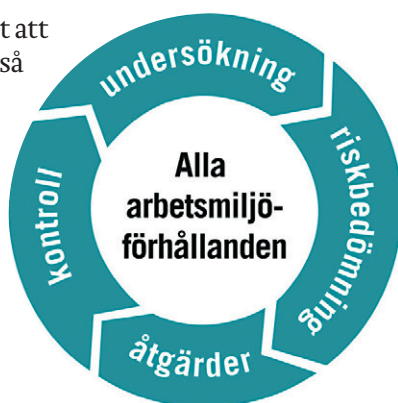 t att
så
undersökning
riskbedömning
åtgärder
kontroll
Alla
arbetsmiljö-
förhållanden